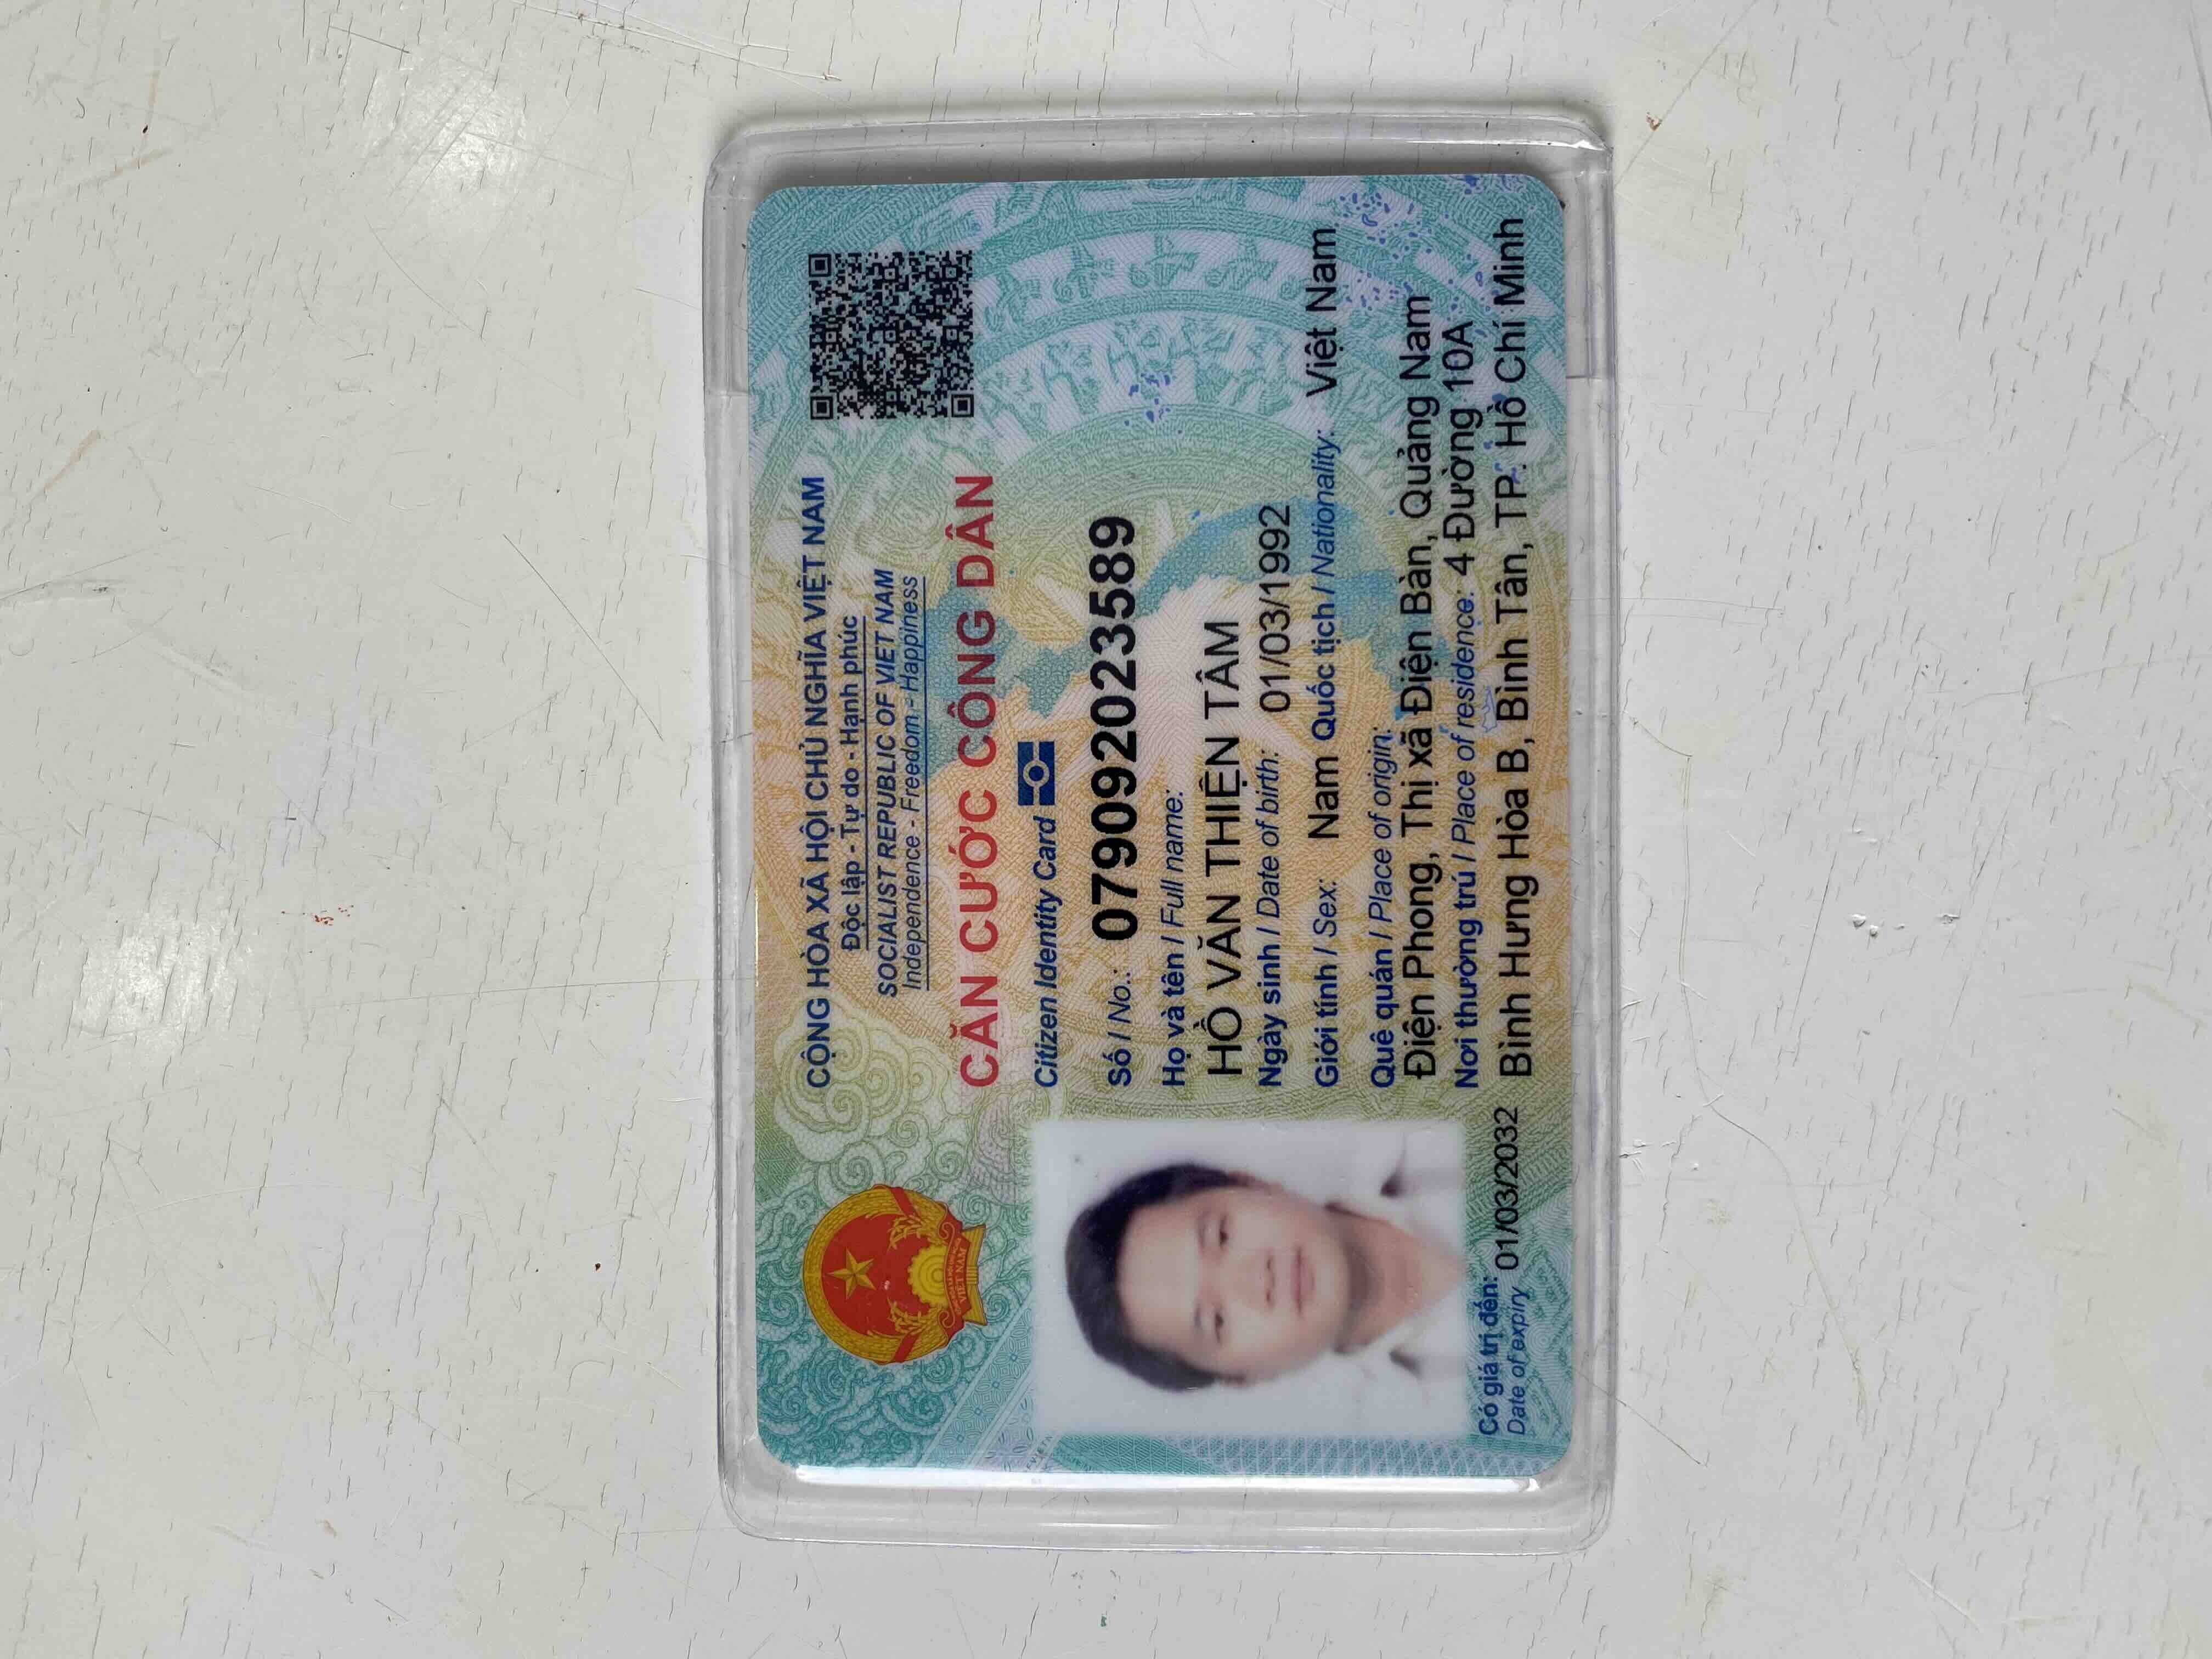 CỘNG HÒA XÃ HỘI CHỦ NGHĨA VIỆT NAM
Độc lập - Tự do - Hạnh phúc
SOCIALIST REPUBLIC OF VIET NAM
Independence - Freedom - Happiness
CĂN CƯỚC CÔNG DÂN
Citizen Identity Card
Số / No.: 079092023589
Họ và tên / Full name:
HỒ VĂN THIỆN TÂM
Ngày sinh / Date of birth: 01/03/1992
Giới tính / Sex: Nam Quốc tịch / Nationality: Việt Nam
Quê quán / Place of origin:
Điện Phong, Thị xã Điện Bàn, Quảng Nam
Nơi thường trú / Place of residence: 4 Đường 10A
Bình Hưng Hòa B, Bình Tân, TP. Hồ Chí Minh
Có giá trị đến: 01/03/2032
Date of expiry
VIỆT NAM